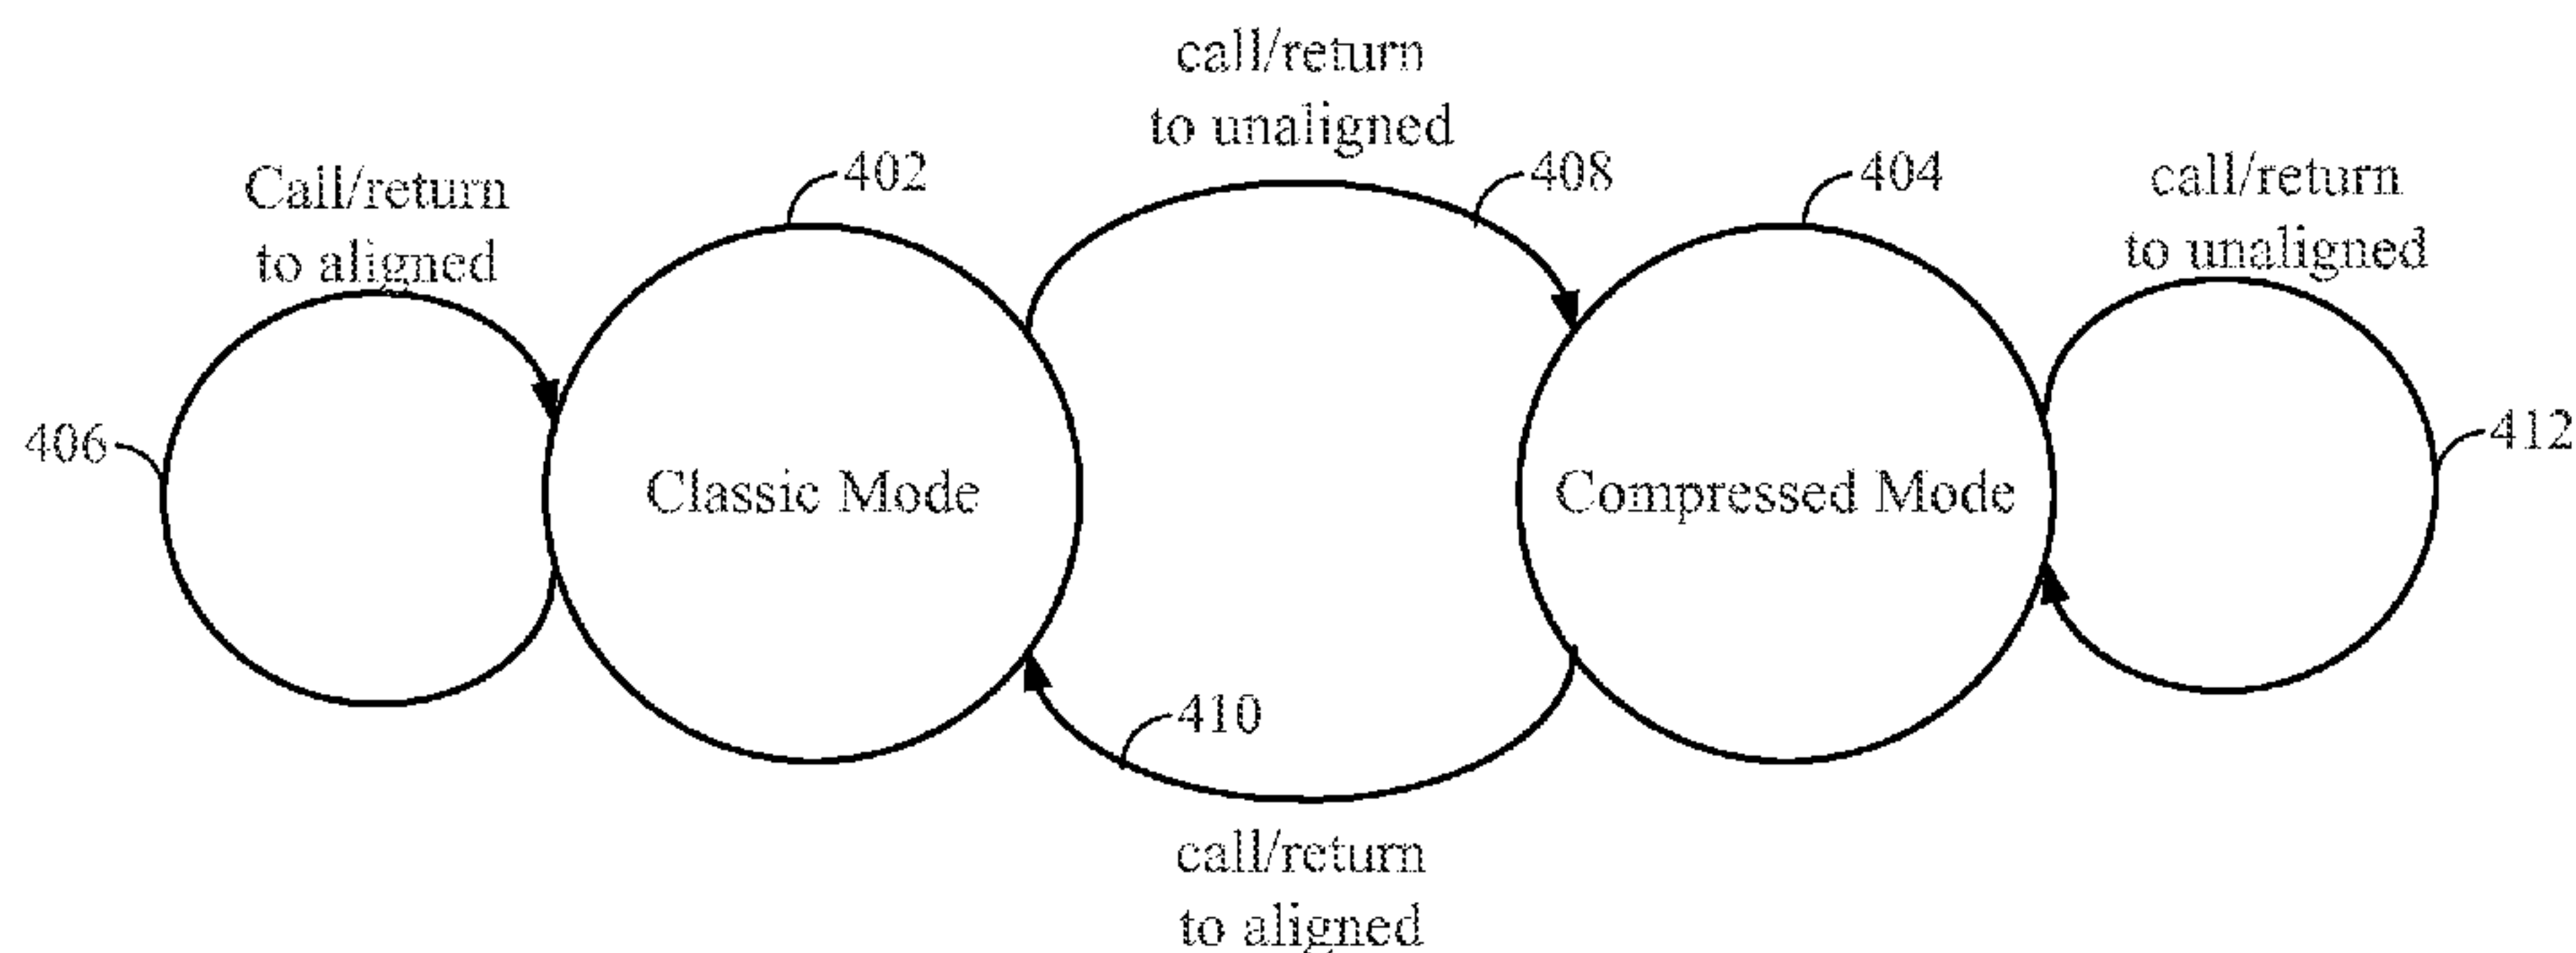 call/return
to unaligned
402
408
404
Call/return
to aligned
call/return
to unaligned
406
412
Classic Mode
Compressed Mode
410
call/return
to aligned